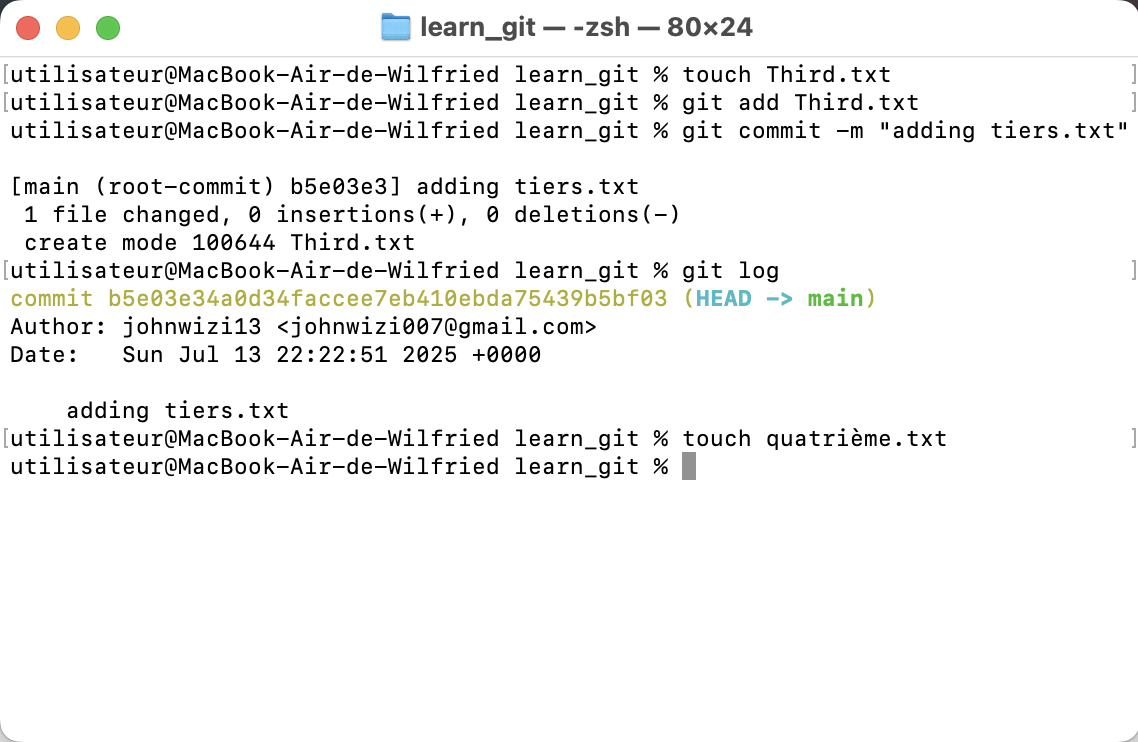 learn_git — -zsh — 80×24
[utilisateur@MacBook-Air-de-Wilfried learn_git % touch Third.txt ]
[utilisateur@MacBook-Air-de-Wilfried learn_git % git add Third.txt ]
utilisateur@MacBook-Air-de-Wilfried learn_git % git commit -m "adding tiers.txt"
[main (root-commit) b5e03e3] adding tiers.txt
1 file changed, 0 insertions(+), 0 deletions(-)
create mode 100644 Third.txt
[utilisateur@MacBook-Air-de-Wilfried learn_git % git log ]
commit b5e03e34a0d34faccee7eb410ebda75439b5bf03 (HEAD -> main)
Author: johnwizi13 <johnwizi007@gmail.com>
Date:   Sun Jul 13 22:22:51 2025 +0000
adding tiers.txt
[utilisateur@MacBook-Air-de-Wilfried learn_git % touch quatrième.txt ]
utilisateur@MacBook-Air-de-Wilfried learn_git %